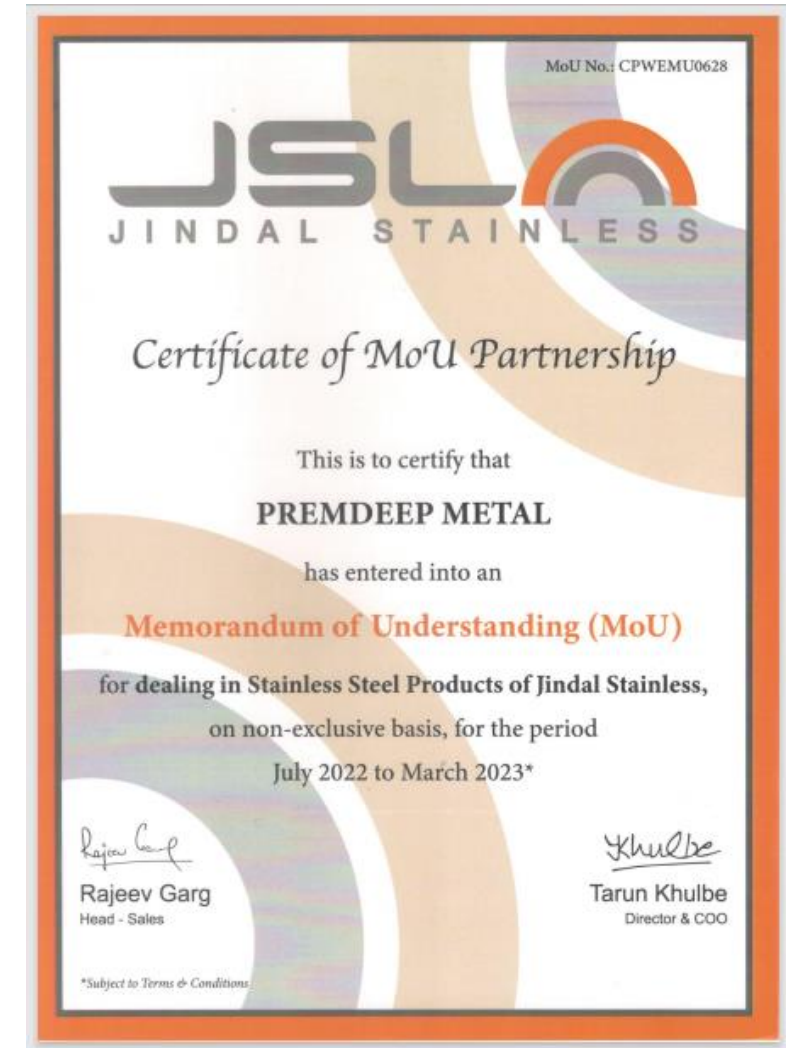 MoU No.: CPWEMU0628
JSL
JINDAL STAINLESS
Certificate of MoU Partnership
This is to certify that
PREMDEEP METAL
has entered into an
Memorandum of Understanding (MoU)
for dealing in Stainless Steel Products of Jindal Stainless,
on non-exclusive basis, for the period
July 2022 to March 2023*
Rajeev Garg
Khulbe
Rajeev Garg
Tarun Khulbe
Head - Sales
Director & COO
*Subject to Terms & Conditions